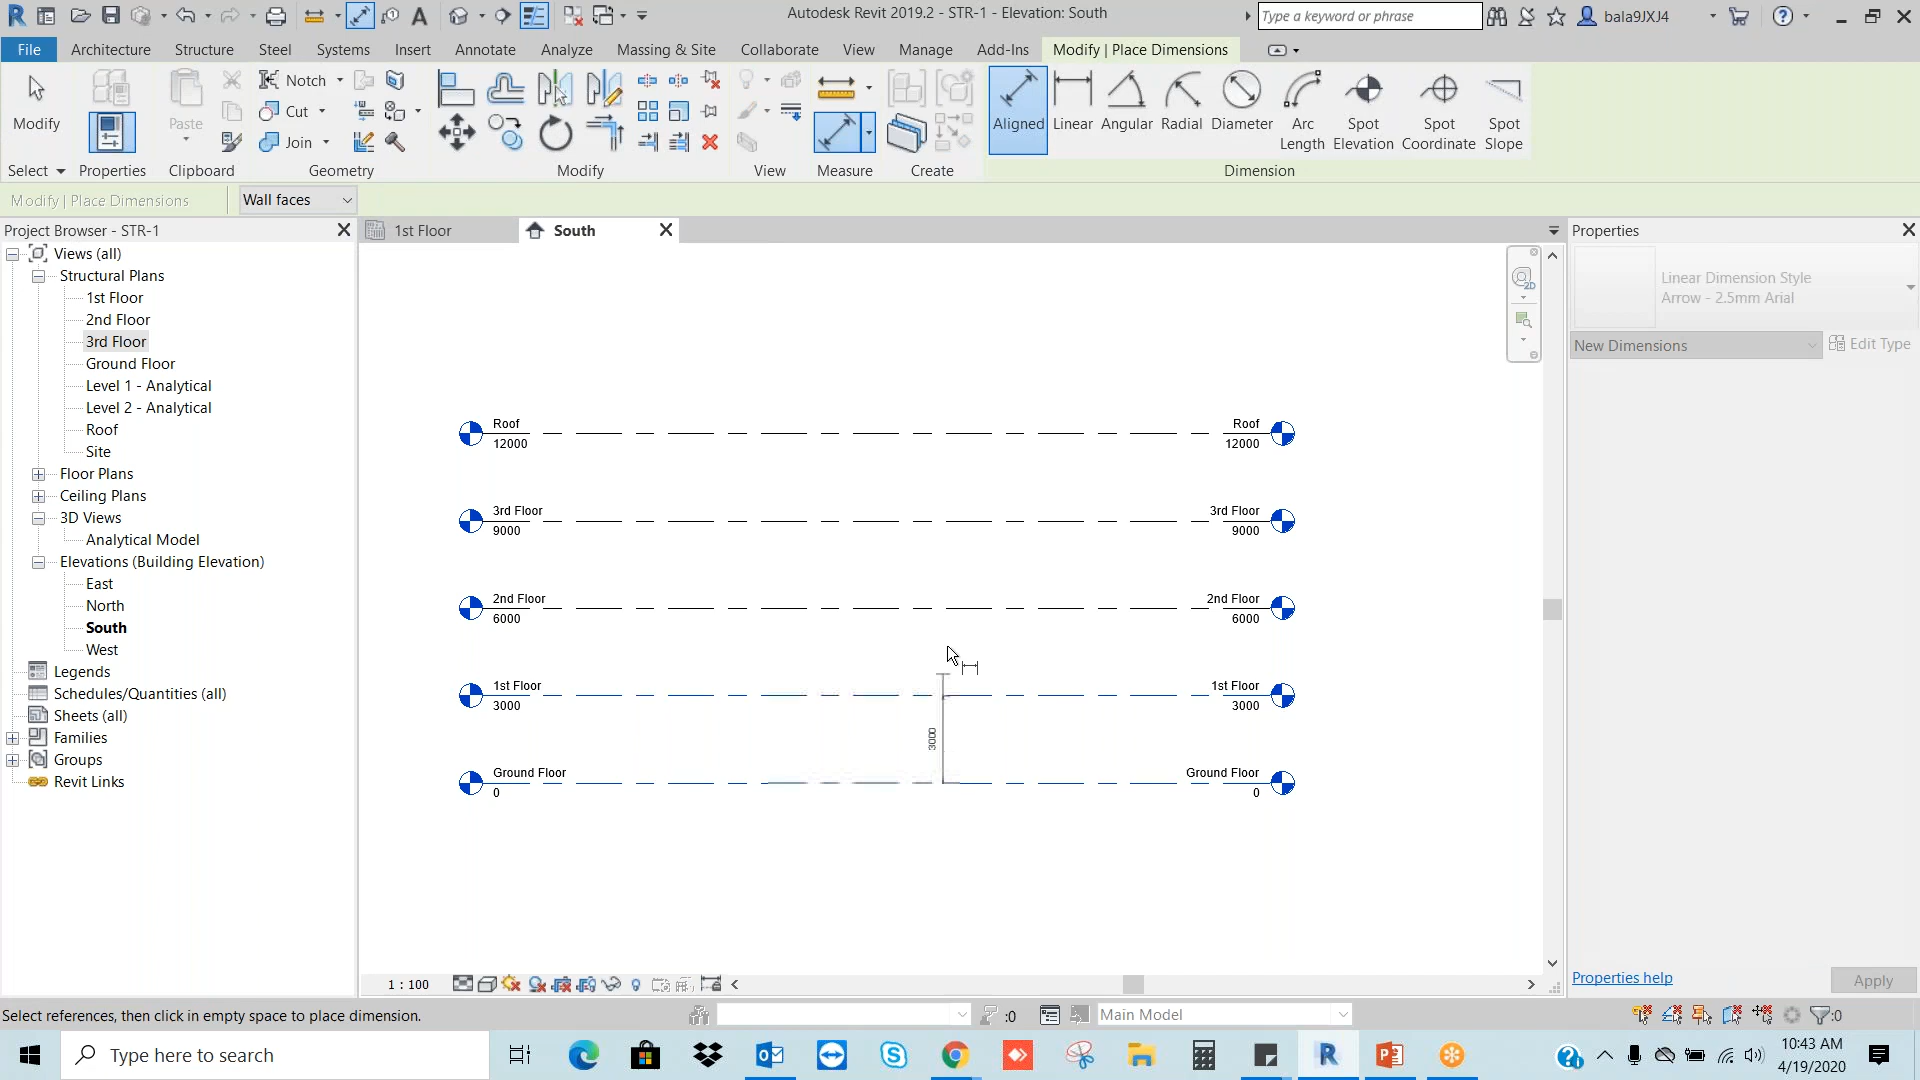 Autodesk Revit 2019.2 - STR-1 - Elevation: South
Type a keyword or phrase
bala9JXJ4
File Architecture Structure Steel Systems Insert Annotate Analyze Massing & Site Collaborate View Manage Add-Ins Modify | Place Dimensions
Modify
Paste
Notch
Cut
Join
Aligned Linear Angular Radial Diameter Arc Length Spot Elevation Spot Coordinate Spot Slope
Select Properties Clipboard Geometry Modify View Measure Create Dimension
Modify | Place Dimensions Wall faces
Project Browser - STR-1
Views (all)
Structural Plans
1st Floor
2nd Floor
3rd Floor
Ground Floor
Level 1 - Analytical
Level 2 - Analytical
Roof
Site
Floor Plans
Ceiling Plans
3D Views
Analytical Model
Elevations (Building Elevation)
East
North
South
West
Legends
Schedules/Quantities (all)
Sheets (all)
Families
Groups
Revit Links
1st Floor South
2D
Roof Roof
12000 12000
3rd Floor 3rd Floor
9000 9000
2nd Floor 2nd Floor
6000 6000
1st Floor 1st Floor
3000 3000
3000
Ground Floor Ground Floor
0 0
Properties
Linear Dimension Style
Arrow - 2.5mm Arial
New Dimensions Edit Type
Properties help Apply
1 : 100
Select references, then click in empty space to place dimension.
:0 Main Model :0
Type here to search
10:43 AM
4/19/2020